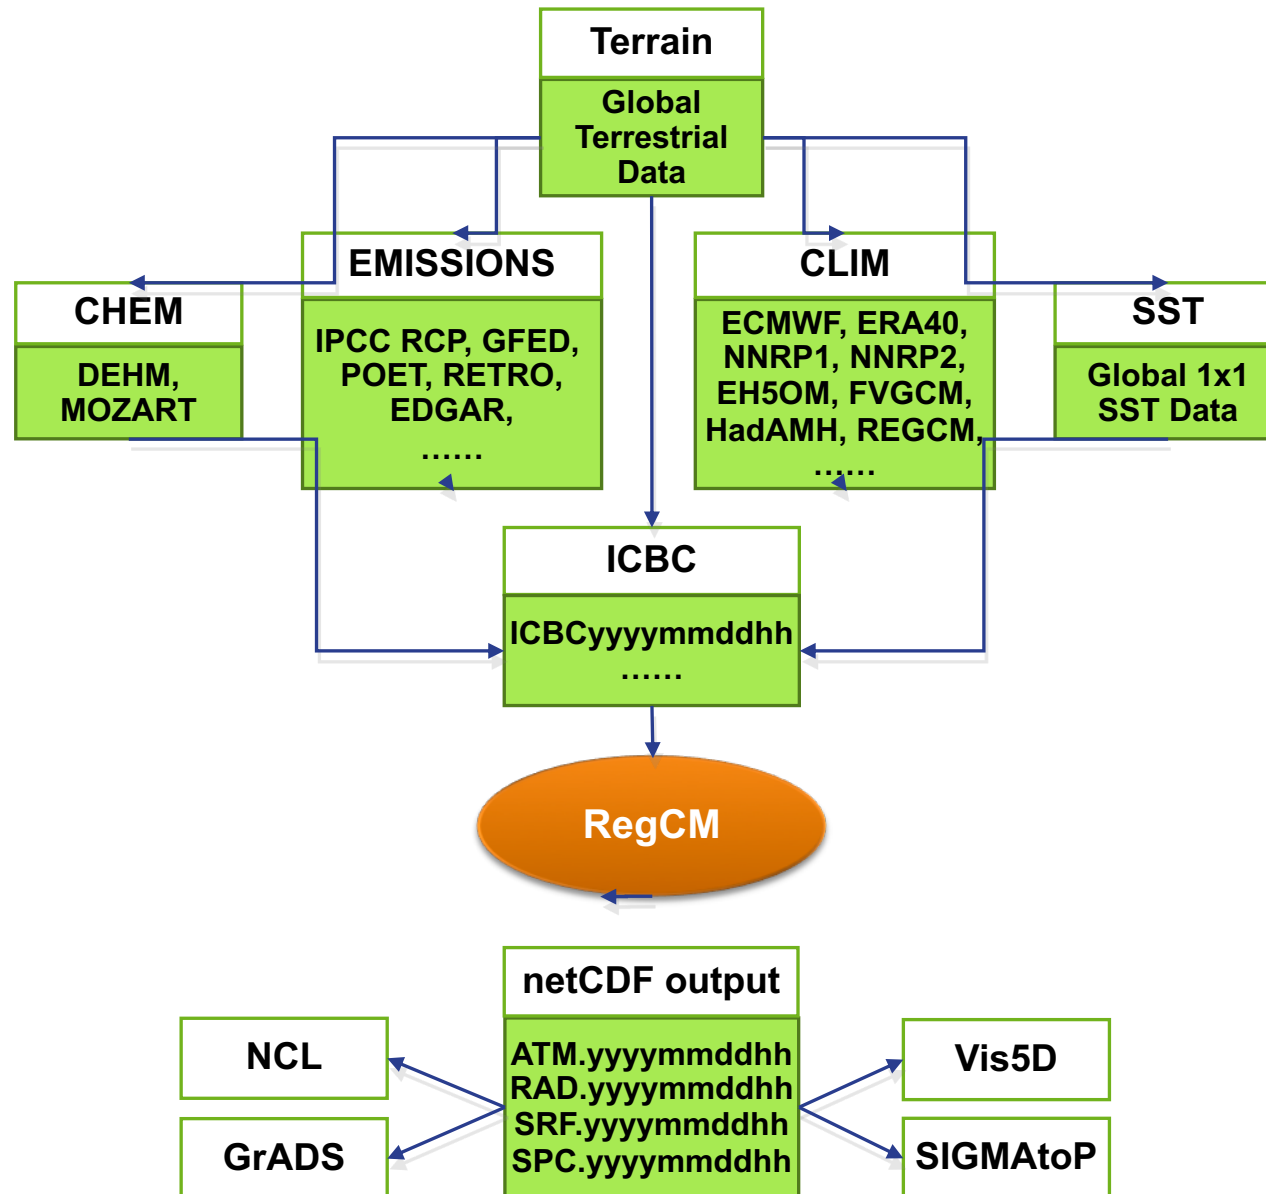 Terrain
Global
Terrestrial
Data
EMISSIONS
IPCC RCP, GFED,
POET, RETRO,
EDGAR,
......
CLIM
ECMWF, ERA40,
NNRP1, NNRP2,
EH5OM, FVGCM,
HadAMH, REGCM,
......
CHEM
DEHM,
MOZART
SST
Global 1x1
SST Data
ICBC
ICBCyyyymmddhh
......
RegCM
netCDF output
ATM.yyyymmddhh
RAD.yyyymmddhh
SRF.yyyymmddhh
SPC.yyyymmddhh
NCL
GrADS
Vis5D
SIGMAtoP